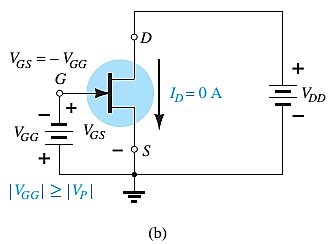 D
V_GS = − V_GG
G
I_D = 0 A
+
−
+
V_DD
−
V_GG
V_GS
+
−
S
|V_GG| ≥ |V_P|
(b)